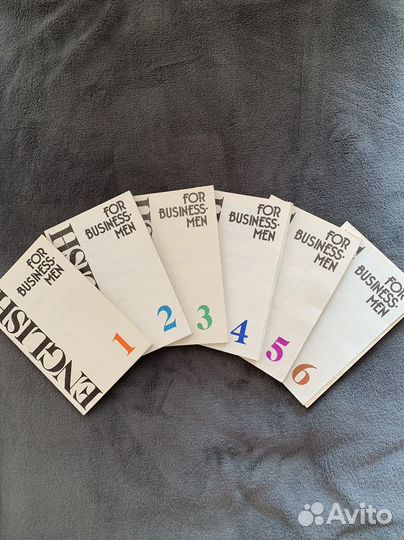 FOR
BUSINESS-
MEN
ENGLISH
1
FOR
BUSINESS-
MEN
ISH
2
FOR
BUSINESS-
MEN
3
FOR
BUSINESS-
MEN
4
FOR
BUSINESS-
MEN
5
FOR
BUSINESS-
MEN
6
Avito